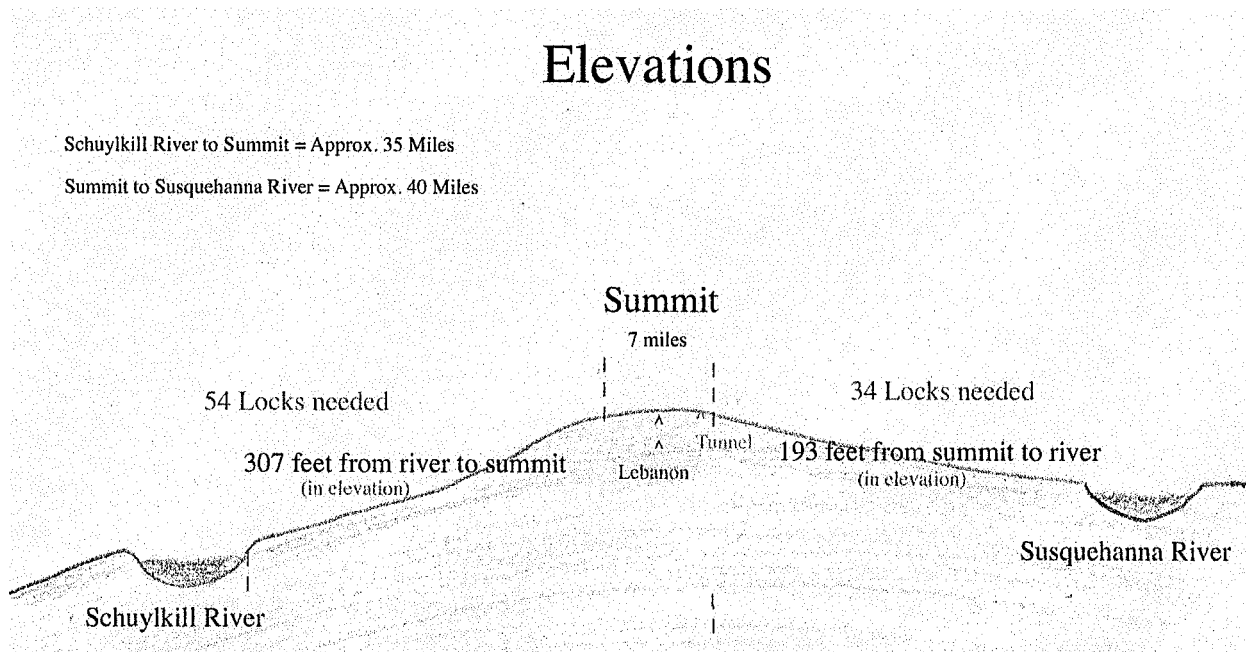 Elevations
Schuylkill River to Summit = Approx. 35 Miles
Summit to Susquehanna River = Approx. 40 Miles
Summit
7 miles
54 Locks needed
34 Locks needed
307 feet from river to summit
(in elevation)
Tunnel
Lebanon
193 feet from summit to river
(in elevation)
Susquehanna River
Schuylkill River